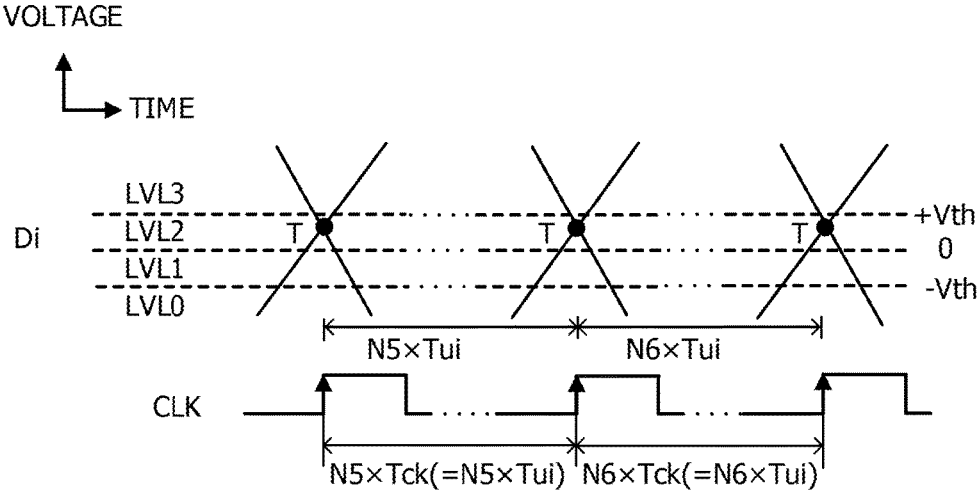 VOLTAGE
TIME
LVL3
+Vth
Di
LVL2
T
T
T
0
LVL1
-Vth
LVL0
N5×Tui
N6×Tui
CLK
N5×Tck(=N5×Tui)
N6×Tck(=N6×Tui)